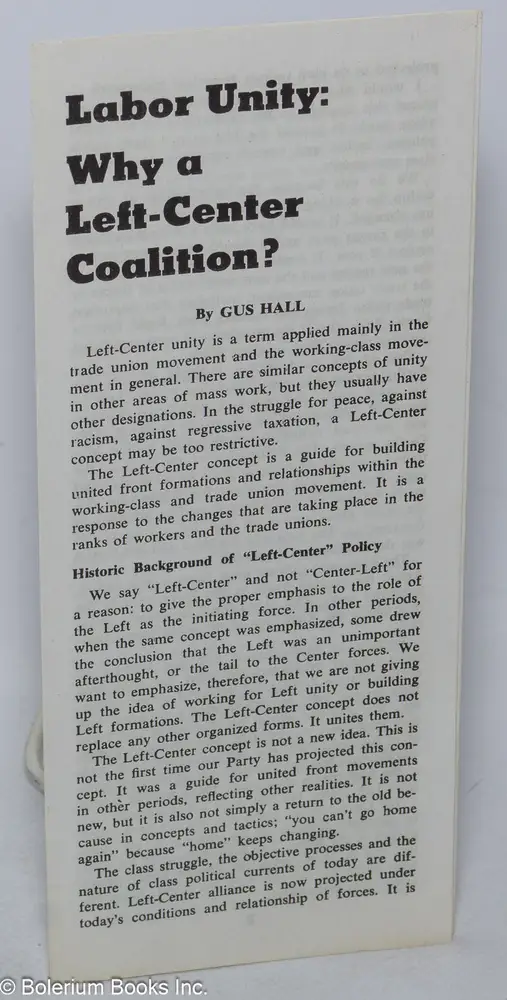 Labor Unity:
Why a
Left-Center
Coalition?
By GUS HALL
Left-Center unity is a term applied mainly in the
trade union movement and the working-class move-
ment in general. There are similar concepts of unity
in other areas of mass work, but they usually have
other designations. In the struggle for peace, against
racism, against regressive taxation, a Left-Center
concept may be too restrictive.
The Left-Center concept is a guide for building
united front formations and relationships within the
working-class and trade union movement. It is a
response to the changes that are taking place in the
ranks of workers and the trade unions.
Historic Background of "Left-Center" Policy
We say "Left-Center" and not "Center-Left" for
a reason: to give the proper emphasis to the role of
the Left as the initiating force. In other periods,
when the same concept was emphasized, some drew
the conclusion that the Left was an unimportant
afterthought, or the tail to the Center forces. We
want to emphasize, therefore, that we are not giving
up the idea of working for Left unity or building
Left formations. The Left-Center concept does not
replace any other organized forms. It unites them.
The Left-Center concept is not a new idea. This is
not the first time our Party has projected this con-
cept. It was a guide for united front movements
in other periods, reflecting other realities. It is not
new, but it is also not simply a return to the old be-
cause in concepts and tactics; "you can't go home
again" because "home" keeps changing.
The class struggle, the objective processes and the
nature of class political currents of today are dif-
ferent. Left-Center alliance is now projected under
today's conditions and relationship of forces. It is
© Bolerium Books Inc.